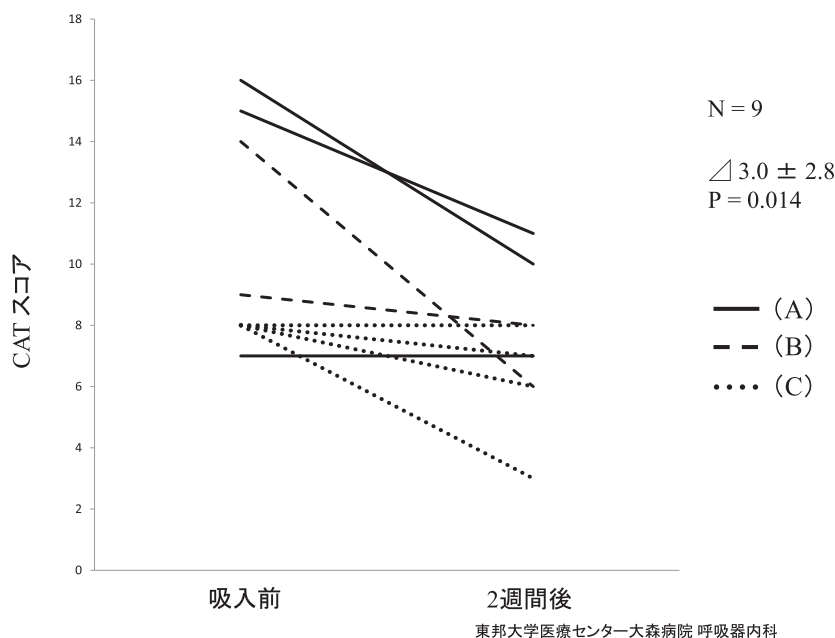 18
16
14
12
10
8
6
4
2
0
CAT スコア
吸入前
2週間後
N = 9
⊿ 3.0 ± 2.8
P = 0.014
（A）
（B）
（C）
東邦大学医療センター大森病院 呼吸器内科